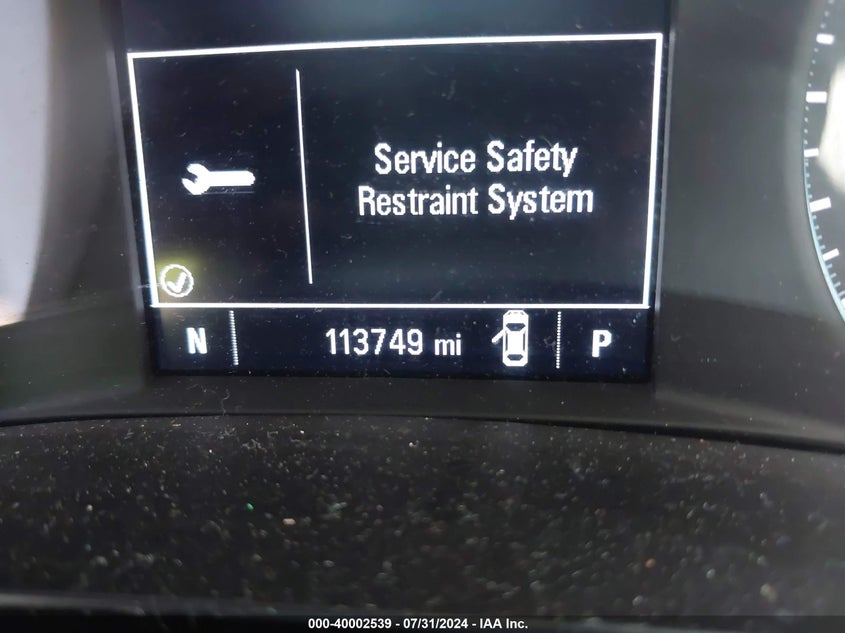 Service Safety
Restraint System
N 113749 mi P
000-40002539 - 07/31/2024 - IAA Inc.